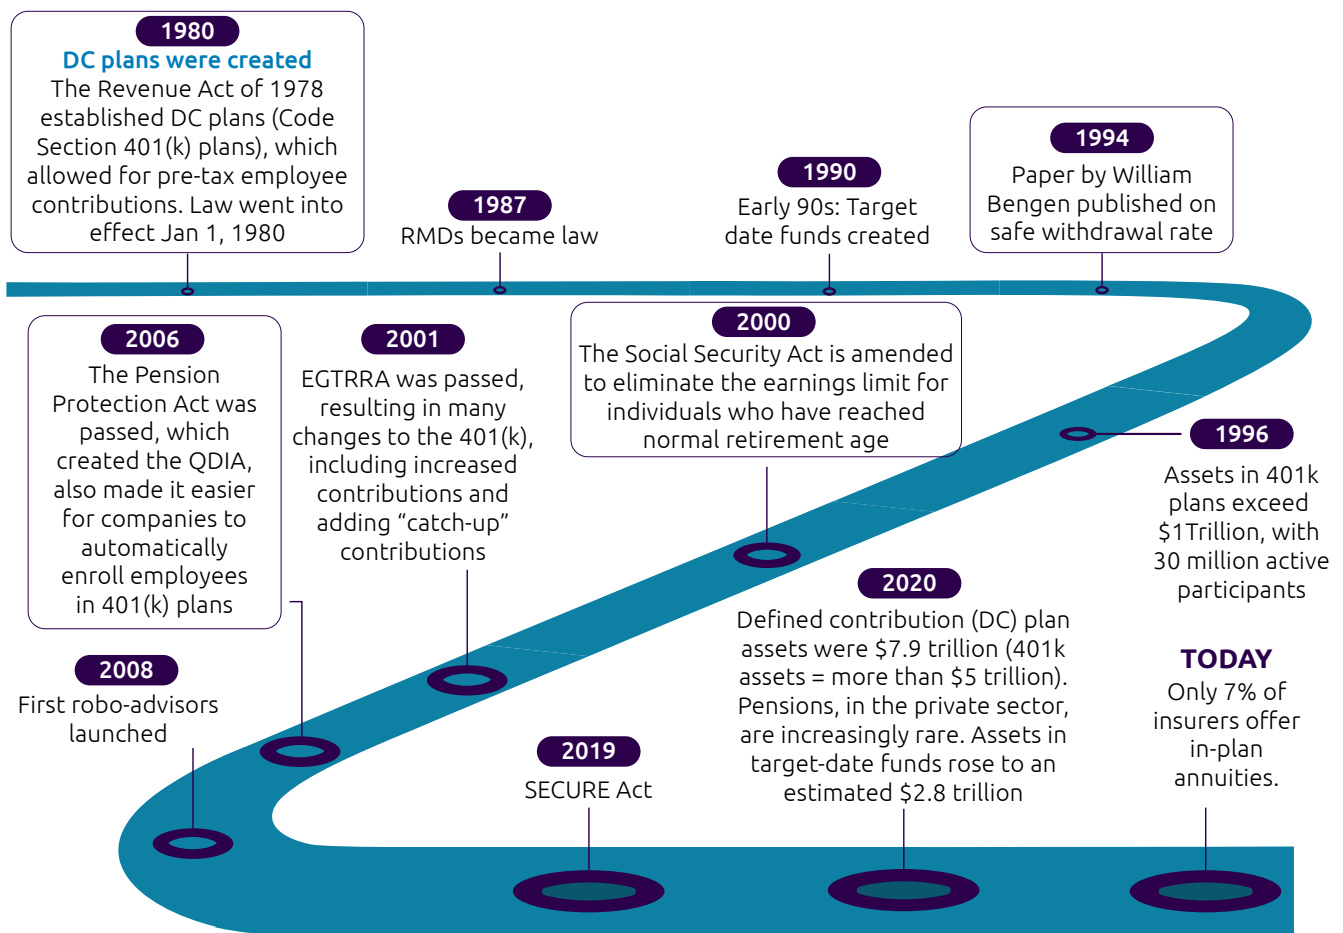 1980
DC plans were created
The Revenue Act of 1978
established DC plans (Code
Section 401(k) plans), which
allowed for pre-tax employee
contributions. Law went into
effect Jan 1, 1980
1987
RMDs became law
1990
Early 90s: Target
date funds created
1994
Paper by William
Bengen published on
safe withdrawal rate
1996
Assets in 401k
plans exceed
$1Trillion, with
30 million active
participants
2000
The Social Security Act is amended
to eliminate the earnings limit for
individuals who have reached
normal retirement age
2001
EGTRRA was passed,
resulting in many
changes to the 401(k),
including increased
contributions and
adding “catch-up”
contributions
2006
The Pension
Protection Act was
passed, which
created the QDIA,
also made it easier
for companies to
automatically
enroll employees
in 401(k) plans
2008
First robo-advisors
launched
2019
SECURE Act
2020
Defined contribution (DC) plan
assets were $7.9 trillion (401k
assets = more than $5 trillion).
Pensions, in the private sector,
are increasingly rare. Assets in
target-date funds rose to an
estimated $2.8 trillion
TODAY
Only 7% of
insurers offer
in-plan
annuities.